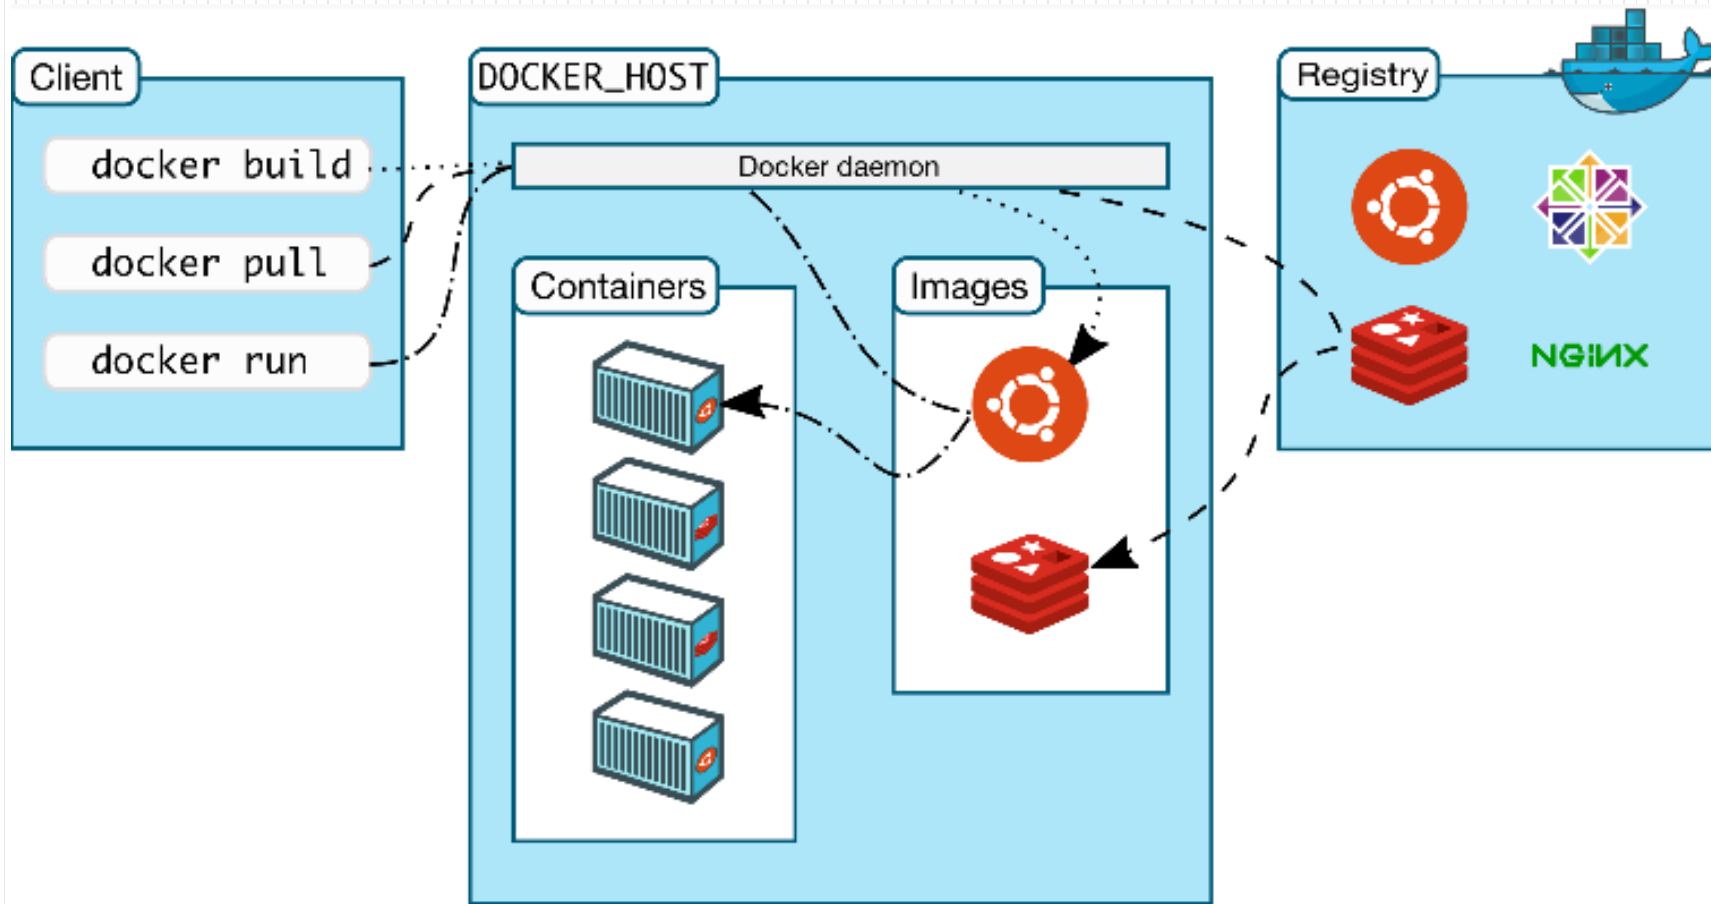 Client
docker build
docker pull
docker run
DOCKER_HOST
Docker daemon
Containers
Images
Registry
NGiNX